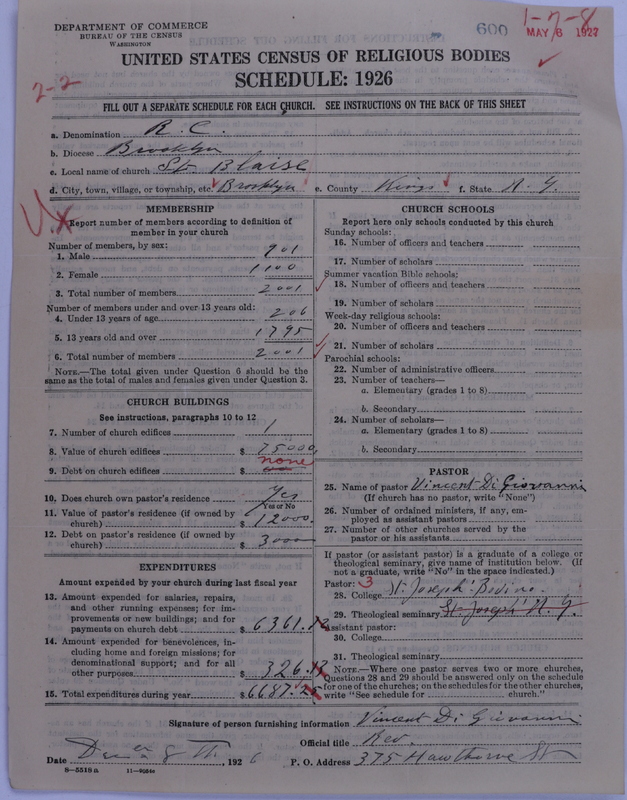 DEPARTMENT OF COMMERCE
BUREAU OF THE CENSUS
WASHINGTON
600
1-7-8
MAY 6 1927
UNITED STATES CENSUS OF RELIGIOUS BODIES
SCHEDULE: 1926
2-2
FILL OUT A SEPARATE SCHEDULE FOR EACH CHURCH. SEE INSTRUCTIONS ON THE BACK OF THIS SHEET
a. Denomination R. C.
b. Diocese Brooklyn
c. Local name of church St. Blaise
d. City, town, village, or township, etc. Brooklyn e. County Kings f. State N. Y.
MEMBERSHIP
Report number of members according to definition of
member in your church
Number of members, by sex:
1. Male 901
2. Female 1100
3. Total number of members 2001
Number of members under and over 13 years old:
4. Under 13 years of age 206
5. 13 years old and over 1795
6. Total number of members 2001
NOTE.—The total given under Question 6 should be the
same as the total of males and females given under Question 3.
CHURCH BUILDINGS
See instructions, paragraphs 10 to 12
7. Number of church edifices 1
8. Value of church edifices $ 75000
9. Debt on church edifices $ none
10. Does church own pastor's residence Yes
Yes or No
11. Value of pastor's residence (if owned by
church) $ 12000.
12. Debt on pastor's residence (if owned by
church) $ 3000
EXPENDITURES
Amount expended by your church during last fiscal year
13. Amount expended for salaries, repairs,
and other running expenses; for im-
provements or new buildings; and for
payments on church debt $ 6361.12
14. Amount expended for benevolences, in-
cluding home and foreign missions; for
denominational support; and for all
other purposes $ 326.13
15. Total expenditures during year $ 6687.25
CHURCH SCHOOLS
Report here only schools conducted by this church
Sunday schools:
16. Number of officers and teachers
17. Number of scholars
Summer vacation Bible schools:
18. Number of officers and teachers
19. Number of scholars
Week-day religious schools:
20. Number of officers and teachers
21. Number of scholars
Parochial schools:
22. Number of administrative officers
23. Number of teachers—
a. Elementary (grades 1 to 8)
b. Secondary
24. Number of scholars—
a. Elementary (grades 1 to 8)
b. Secondary
PASTOR
25. Name of pastor Vincent Di Giovanni
(If church has no pastor, write "None")
26. Number of ordained ministers, if any, em-
ployed as assistant pastors
27. Number of other churches served by the
pastor or his assistants
If pastor (or assistant pastor) is a graduate of a college or
theological seminary, give name of institution below. (If
not a graduate, write "No" in the space indicated.)
Pastor: 3
28. College St. Joseph'
29. Theological seminary St. Joseph' N. Y.
Assistant pastor:
30. College
31. Theological seminary
NOTE.—Where one pastor serves two or more churches,
Questions 28 and 29 should be answered only on the schedule
for one of the churches; on the schedules for the other churches,
write "See schedule for church."
Signature of person furnishing information Vincent Di Giovanni
Official title Rev.
Date Dec 8 Th, 1926 P. O. Address 375 Hawthorne St
8-5518a